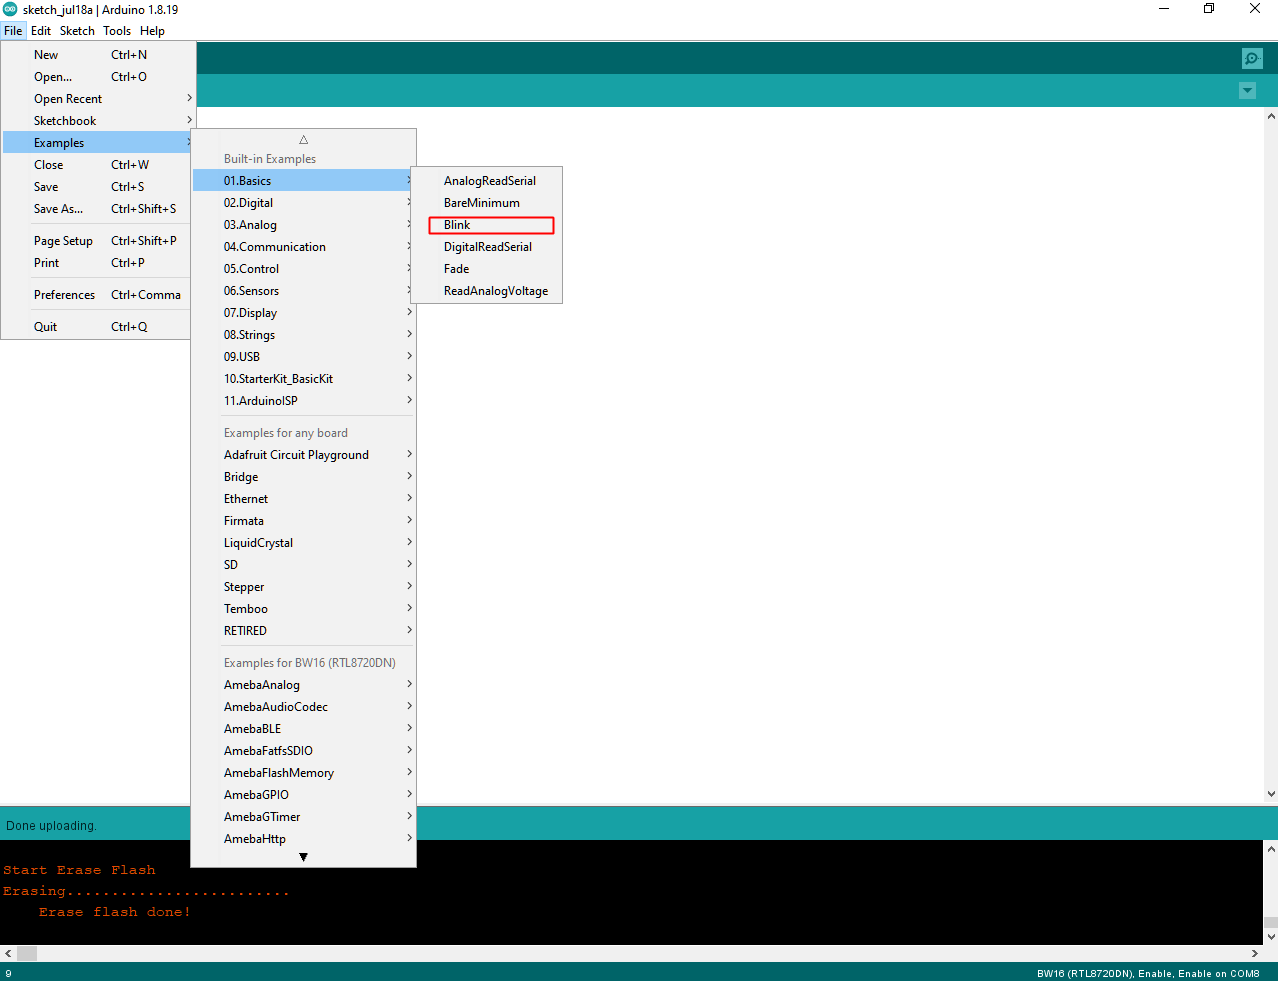 sketch_jul18a | Arduino 1.8.19
File Edit Sketch Tools Help
New Ctrl+N
Open... Ctrl+O
Open Recent
Sketchbook
Examples
Close Ctrl+W
Save Ctrl+S
Save As... Ctrl+Shift+S
Page Setup Ctrl+Shift+P
Print Ctrl+P
Preferences Ctrl+Comma
Quit Ctrl+Q
Built-in Examples
01.Basics
02.Digital
03.Analog
04.Communication
05.Control
06.Sensors
07.Display
08.Strings
09.USB
10.StarterKit_BasicKit
11.ArduinoISP
Examples for any board
Adafruit Circuit Playground
Bridge
Ethernet
Firmata
LiquidCrystal
SD
Stepper
Temboo
RETIRED
Examples for BW16 (RTL8720DN)
AmebaAnalog
AmebaAudioCodec
AmebaBLE
AmebaFatfsSDIO
AmebaFlashMemory
AmebaGPIO
AmebaGTimer
AmebaHttp
AnalogReadSerial
BareMinimum
Blink
DigitalReadSerial
Fade
ReadAnalogVoltage
Done uploading.
Start Erase Flash
Erasing.........................
Erase flash done!
9 BW16 (RTL8720DN), Enable, Enable on COM8